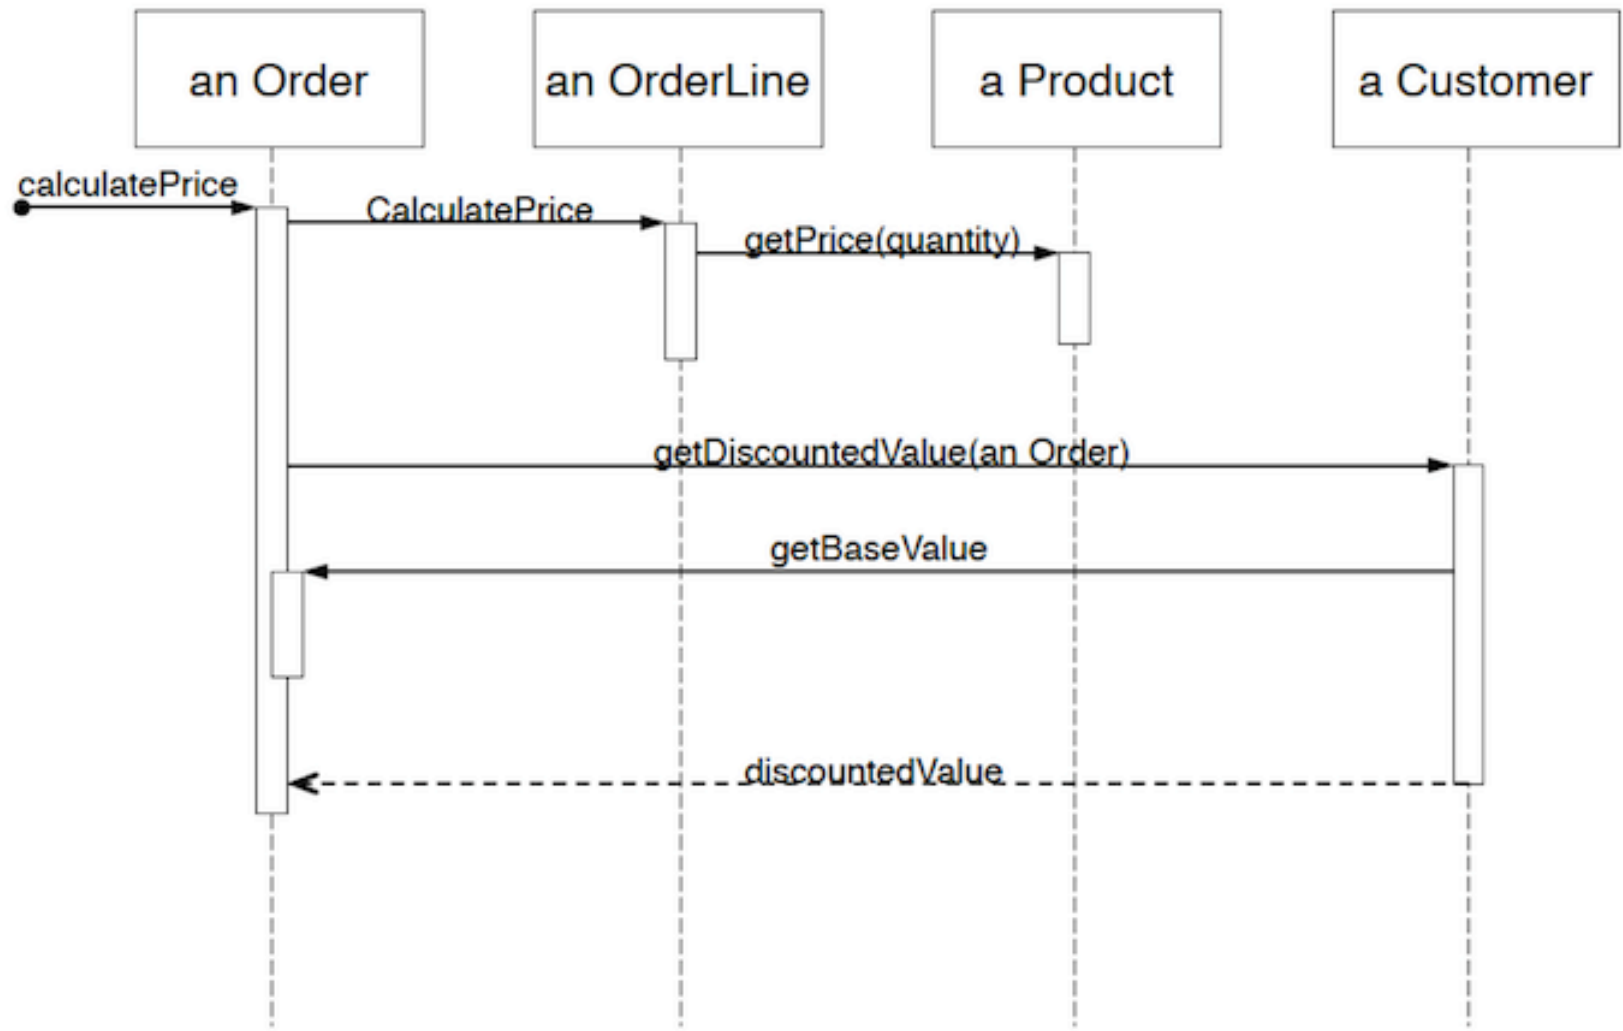 an Order
an OrderLine
a Product
a Customer
calculatePrice
CalculatePrice
getPrice(quantity)
getDiscountedValue(an Order)
getBaseValue
discountedValue